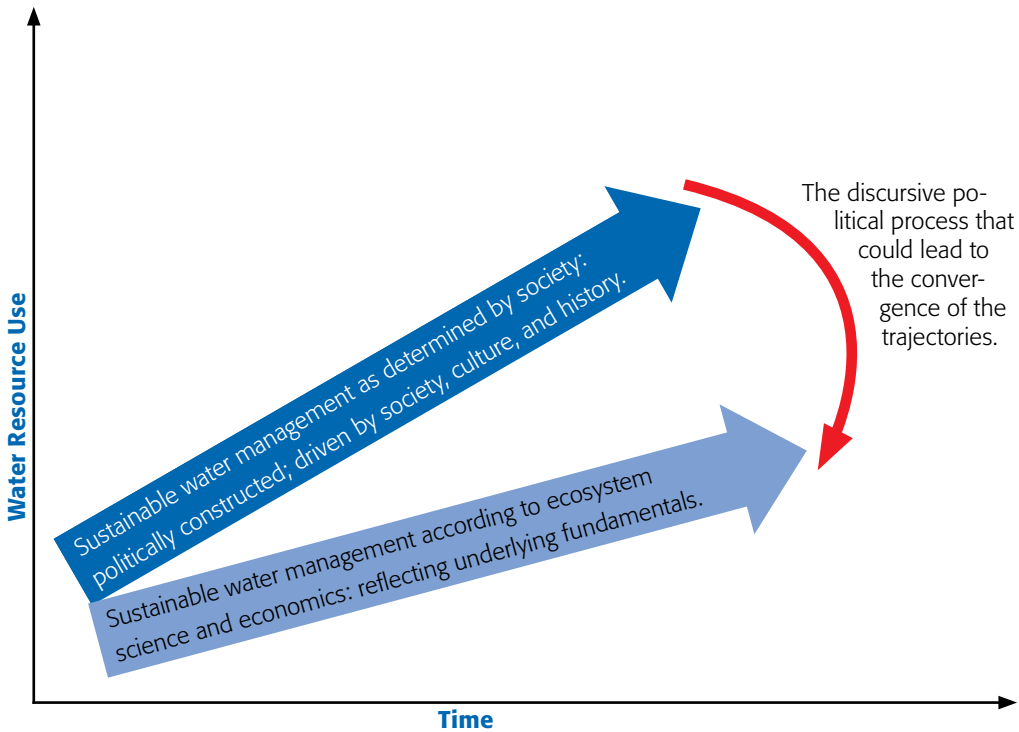 The discursive po-
litical process that
could lead to
the conver-
gence of the
trajectories.
Sustainable water management as determined by society:
politically constructed; driven by society, culture, and history.
Sustainable water management according to ecosystem
science and economics: reflecting underlying fundamentals.
Water Resource Use
Time